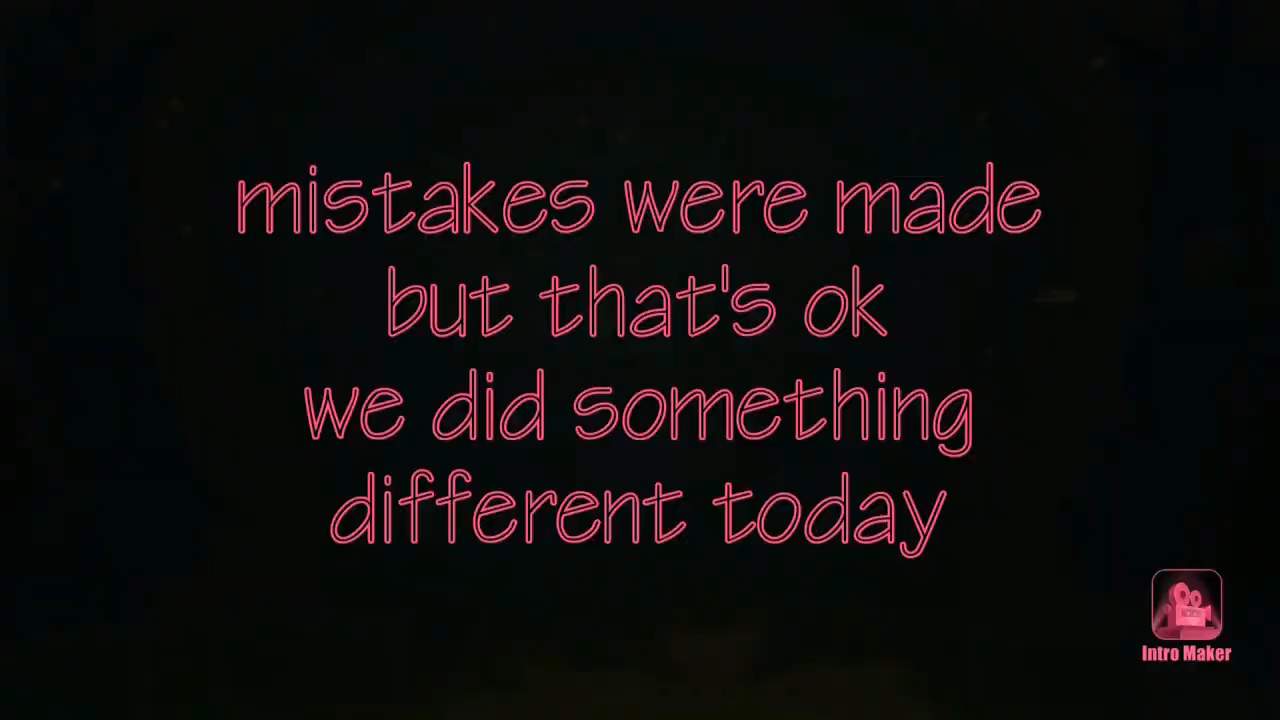 mistakes were made
but that's ok
we did something
different today
Intro Maker